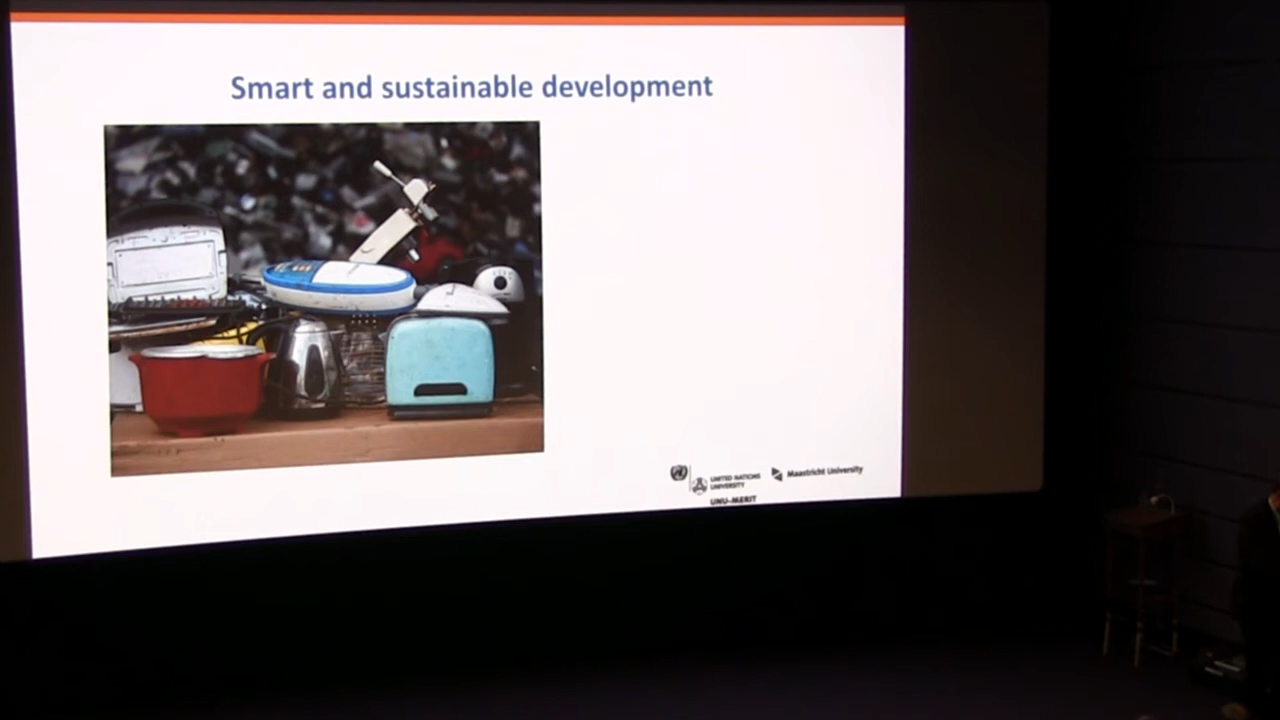 Smart and sustainable development
UNITED NATIONS
UNIVERSITY
UNU-MERIT
Maastricht University